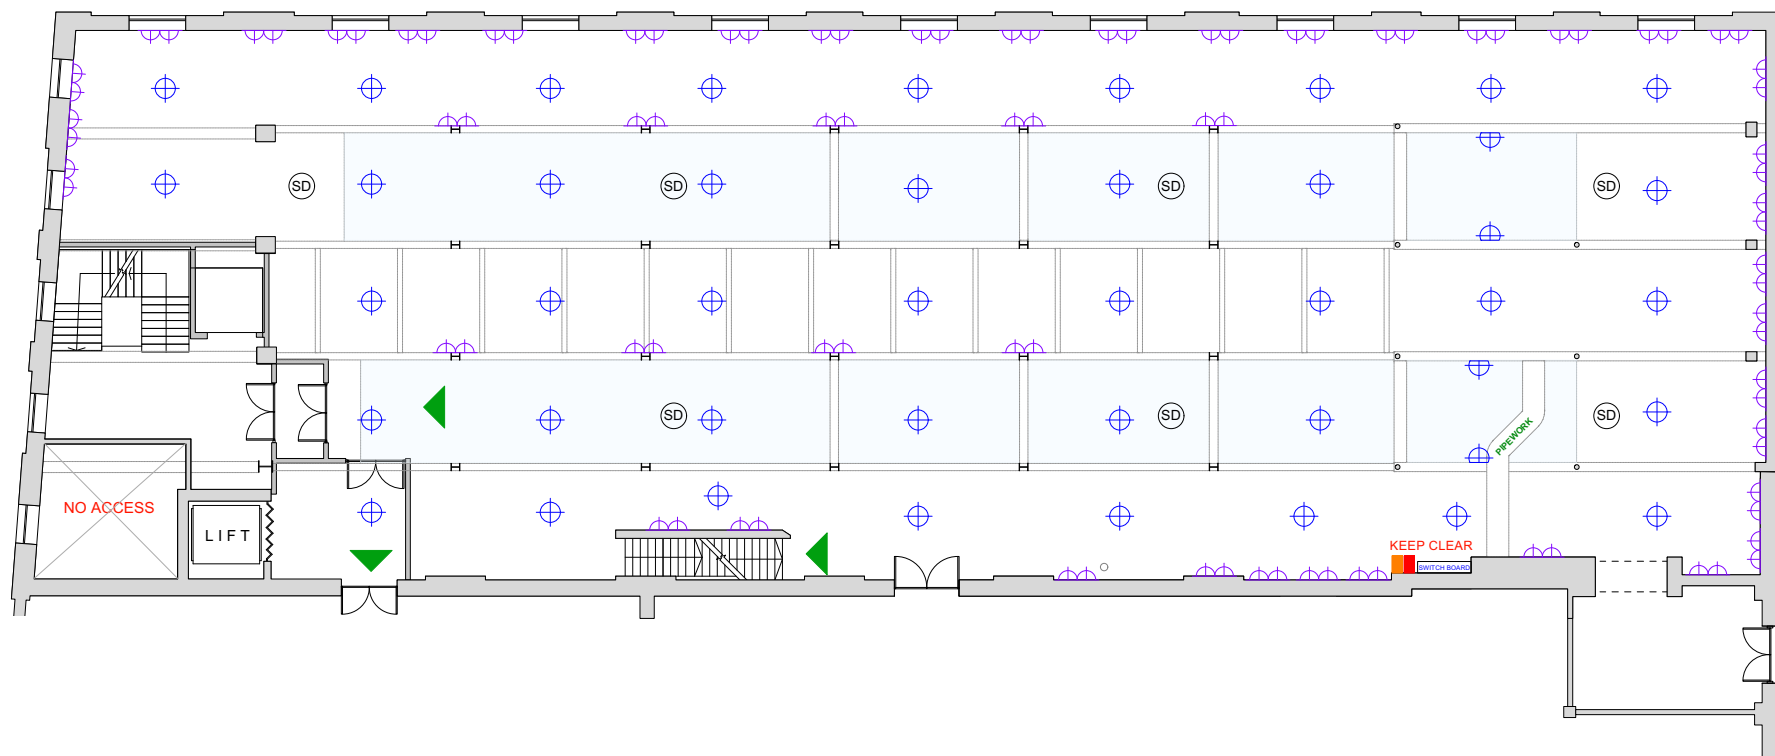 SD
SD
SD
SD
SD
SD
SD
PIPEWORK
NO ACCESS
LIFT
KEEP CLEAR
SWITCH BOARD